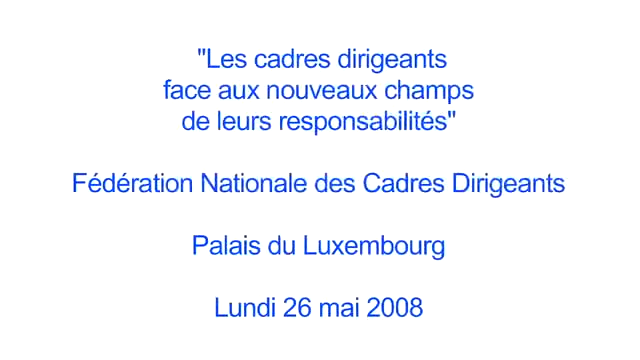 "Les cadres dirigeants
face aux nouveaux champs
de leurs responsabilités"
Fédération Nationale des Cadres Dirigeants
Palais du Luxembourg
Lundi 26 mai 2008